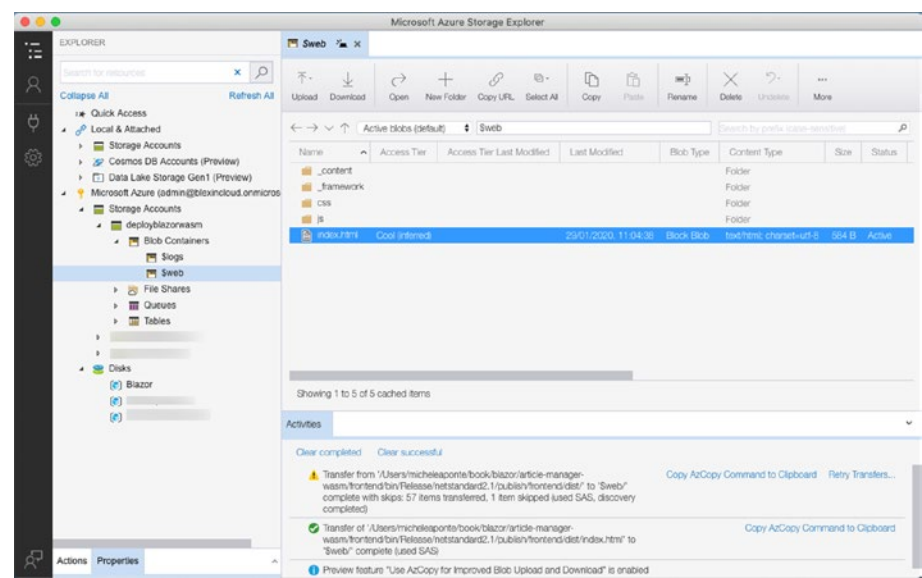 Microsoft Azure Storage Explorer
EXPLORER
Search for resources
Collapse All
Refresh All
Quick Access
Local & Attached
Storage Accounts
Cosmos DB Accounts (Preview)
Data Lake Storage Gen1 (Preview)
Microsoft Azure (admin@blexincloud.onmicros
Storage Accounts
deployblazorwasm
Blob Containers
$logs
$web
File Shares
Queues
Tables
Disks
Blazor
Actions Properties
$web
Upload Download Open New Folder Copy URL Select All Copy Paste Rename Delete Undelete More
Active blobs (default) $web Search by prefix (case-sensitive)
Name Access Tier Access Tier Last Modified Last Modified Blob Type Content Type Size Status
_content Folder
_framework Folder
css Folder
js Folder
index.html Cool (inferred) 29/01/2020, 11:04:38 Block Blob text/html; charset=utf-8 564 B Active
Showing 1 to 5 of 5 cached items
Activities
Clear completed Clear successful
Transfer from '/Users/micheleaponte/book/blazor/article-manager-
wasm/frontend/bin/Release/netstandard2.1/publish/frontend/dist/' to '$web/'
complete with skips: 57 items transferred, 1 item skipped (used SAS, discovery
completed)
Copy AzCopy Command to Clipboard Retry Transfers...
Transfer of '/Users/micheleaponte/book/blazor/article-manager-
wasm/frontend/bin/Release/netstandard2.1/publish/frontend/dist/index.html' to
'$web/' complete (used SAS)
Copy AzCopy Command to Clipboard
Preview feature "Use AzCopy for Improved Blob Upload and Download" is enabled